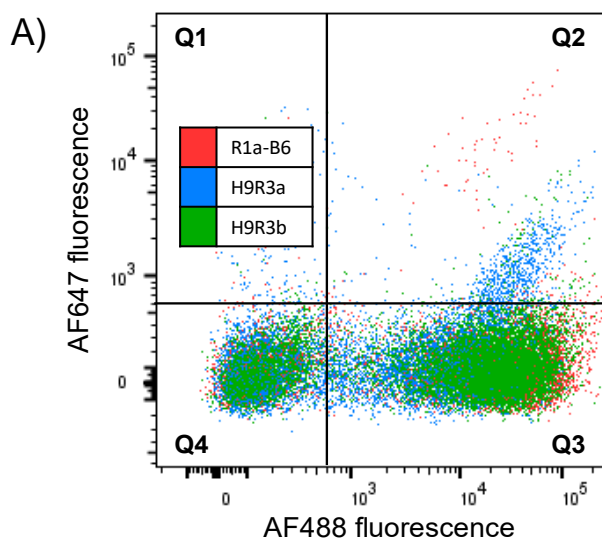 A)
Q1 Q2
10^5
R1a-B6
10^4
H9R3a
H9R3b
10^3
0
Q4 Q3
0 10^3 10^4 10^5
AF647 fluorescence
AF488 fluorescence